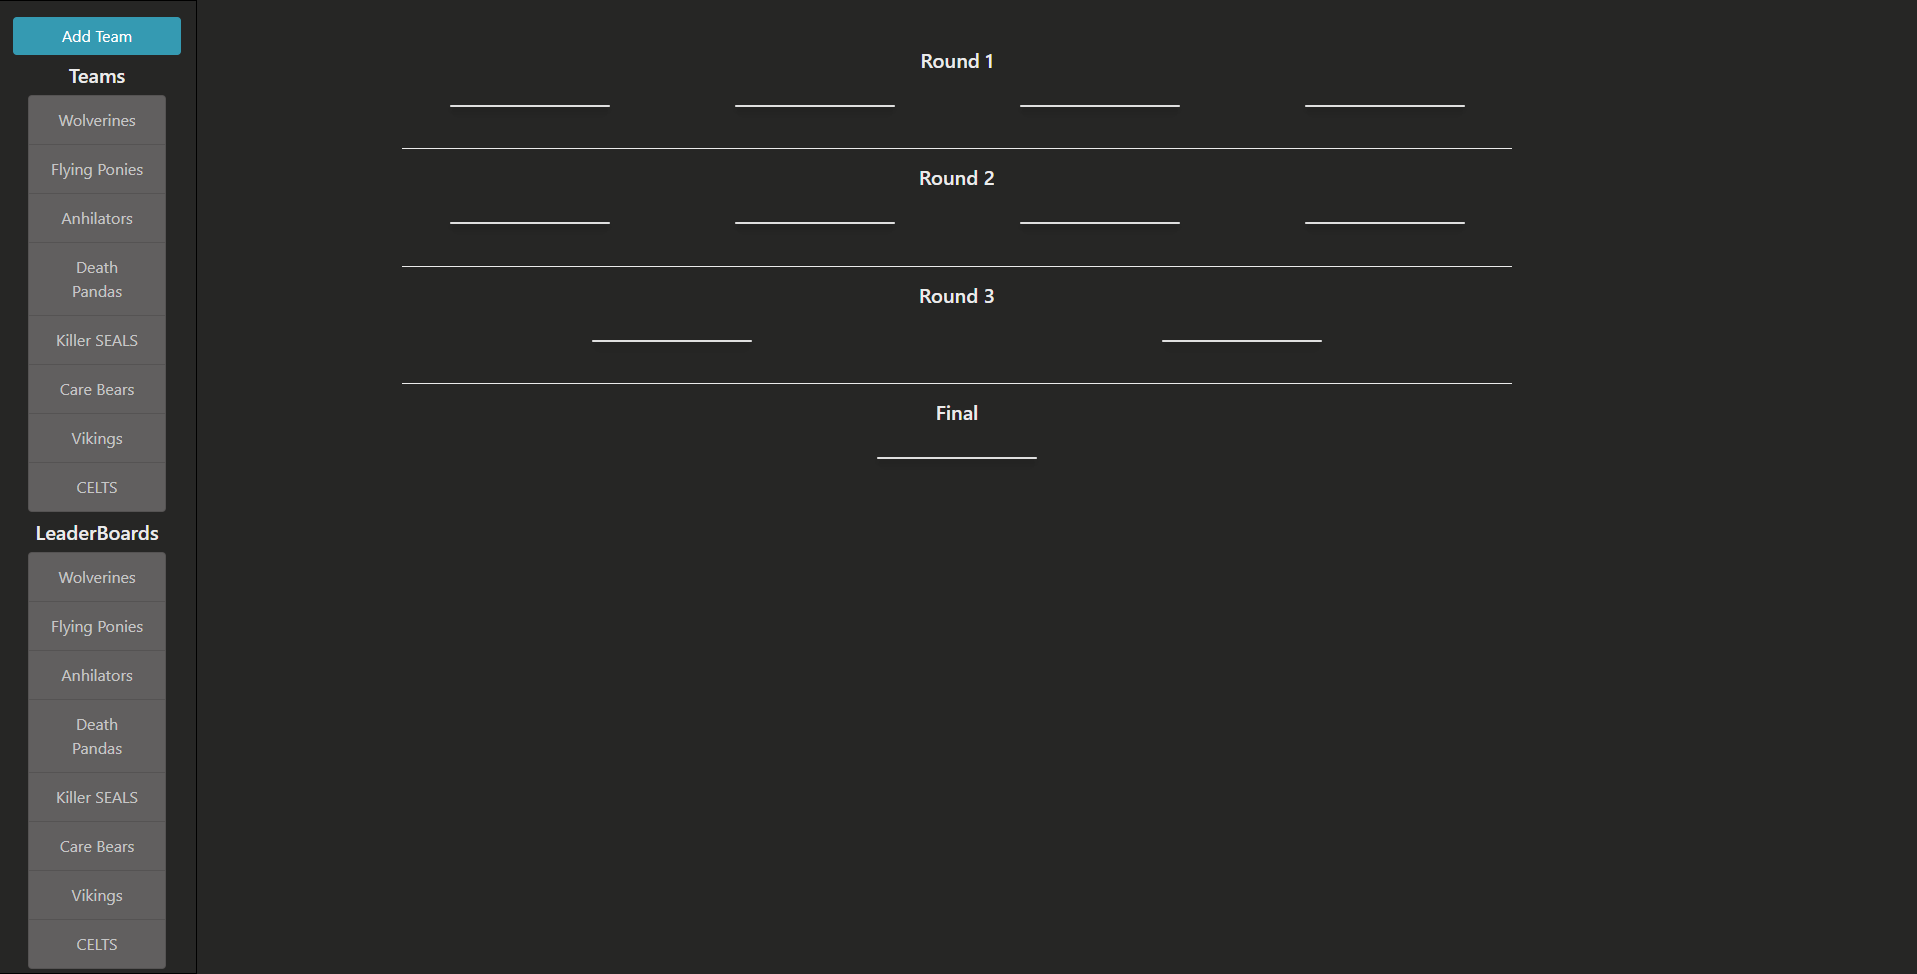 Add Team
Teams
Wolverines
Flying Ponies
Anhilators
Death
Pandas
Killer SEALS
Care Bears
Vikings
CELTS
LeaderBoards
Wolverines
Flying Ponies
Anhilators
Death
Pandas
Killer SEALS
Care Bears
Vikings
CELTS
Round 1
Round 2
Round 3
Final